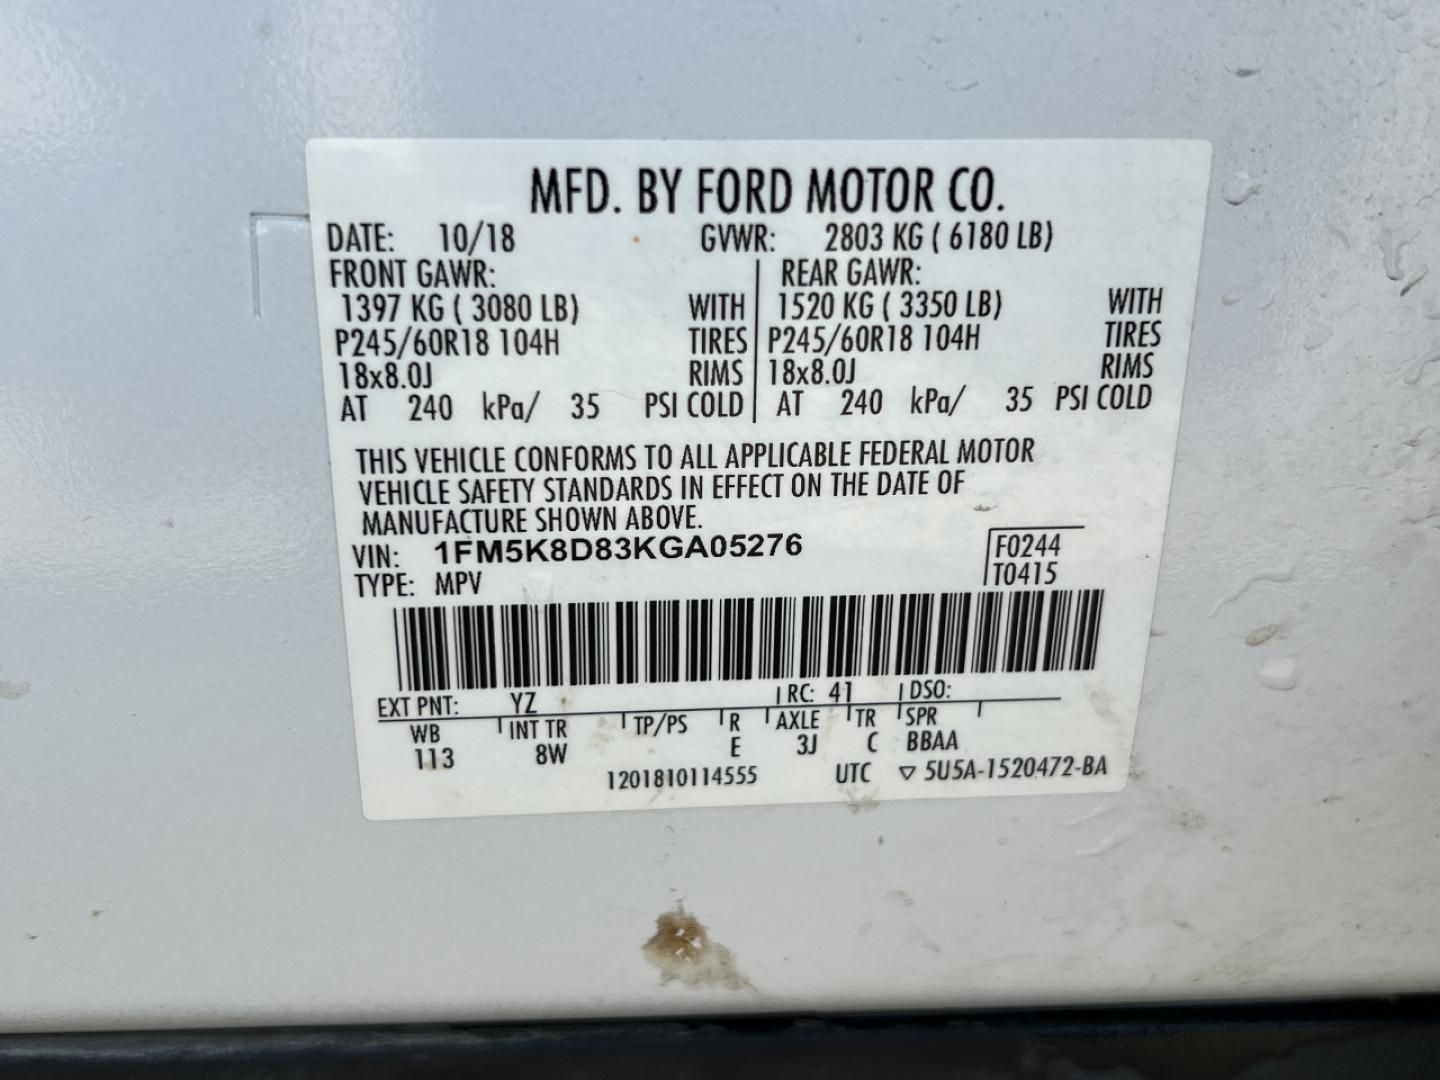 MFD. BY FORD MOTOR CO.
DATE: 10/18 GVWR: 2803 KG ( 6180 LB)
FRONT GAWR: REAR GAWR:
1397 KG ( 3080 LB) WITH 1520 KG ( 3350 LB) WITH
P245/60R18 104H TIRES P245/60R18 104H TIRES
18x8.0J RIMS 18x8.0J RIMS
AT 240 kPa/ 35 PSI COLD AT 240 kPa/ 35 PSI COLD
THIS VEHICLE CONFORMS TO ALL APPLICABLE FEDERAL MOTOR
VEHICLE SAFETY STANDARDS IN EFFECT ON THE DATE OF
MANUFACTURE SHOWN ABOVE.
VIN: 1FM5K8D83KGA05276 F0244
TYPE: MPV T0415
EXT PNT: YZ RC: 41 DSO:
WB INT TR TP/PS R AXLE TR SPR
113 8W E 3J C BBAA
1201810114555 UTC ▽ 5U5A-1520472-BA